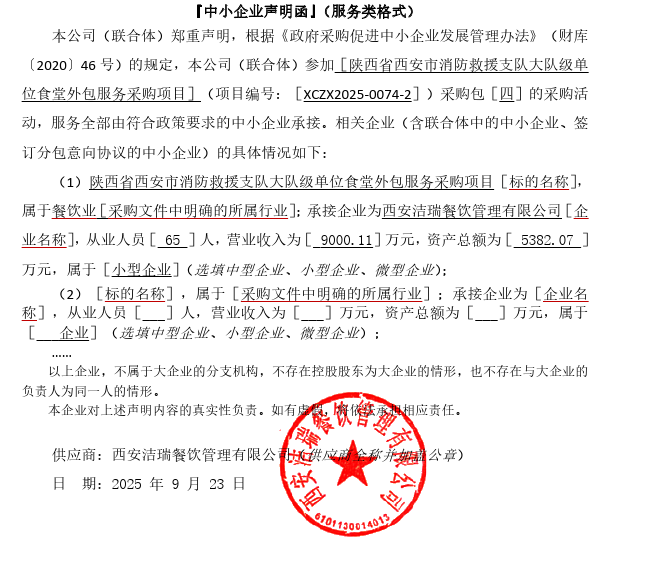 『中小企业声明函』（服务类格式）
本公司（联合体）郑重声明，根据《政府采购促进中小企业发展管理办法》（财库
〔2020〕46 号）的规定，本公司（联合体）参加［陕西省西安市消防救援支队大队级单
位食堂外包服务采购项目］（项目编号：［XCZX2025-0074-2］）采购包［四］的采购活
动，服务全部由符合政策要求的中小企业承接。相关企业（含联合体中的中小企业、签
订分包意向协议的中小企业）的具体情况如下：
（1）陕西省西安市消防救援支队大队级单位食堂外包服务采购项目［标的名称］，
属于餐饮业［采购文件中明确的所属行业］；承接企业为西安洁瑞餐饮管理有限公司［企
业名称］，从业人员［ 65 ］人，营业收入为［ 9000.11］万元，资产总额为［ 5382.07 ］
万元，属于［小型企业］（选填中型企业、小型企业、微型企业）；
（2）［标的名称］，属于［采购文件中明确的所属行业］；承接企业为［企业名
称］，从业人员［___］人，营业收入为［___］万元，资产总额为［___］万元，属于
［___企业］（选填中型企业、小型企业、微型企业）；
……
以上企业，不属于大企业的分支机构，不存在控股股东为大企业的情形，也不存在与大企业的
负责人为同一人的情形。
本企业对上述声明内容的真实性负责。如有虚假，将依法承担相应责任。
供应商：西安洁瑞餐饮管理有限公司（供应商全称并加盖公章）
日　期：2025 年 9 月 23 日
西安洁瑞餐饮管理有限公司
6101130014013